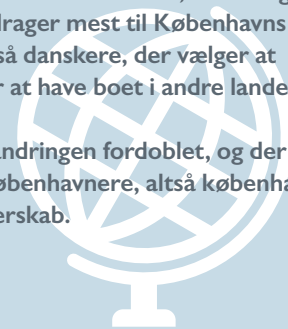 drager mest til Københavns
så danskere, der vælger at
r at have boet i andre lande
andringen fordoblet, og der
øbenhavnere, altså københa
erskab.